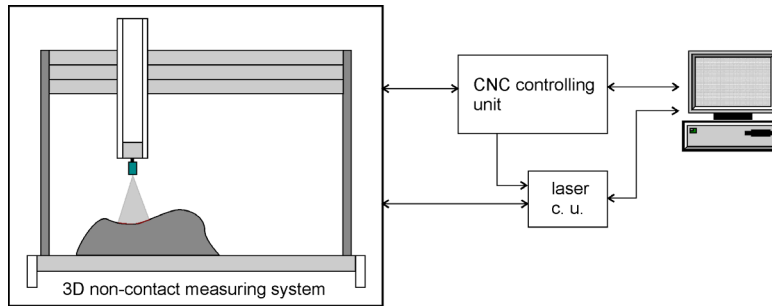 CNC controlling
unit
laser
c. u.
3D non-contact measuring system